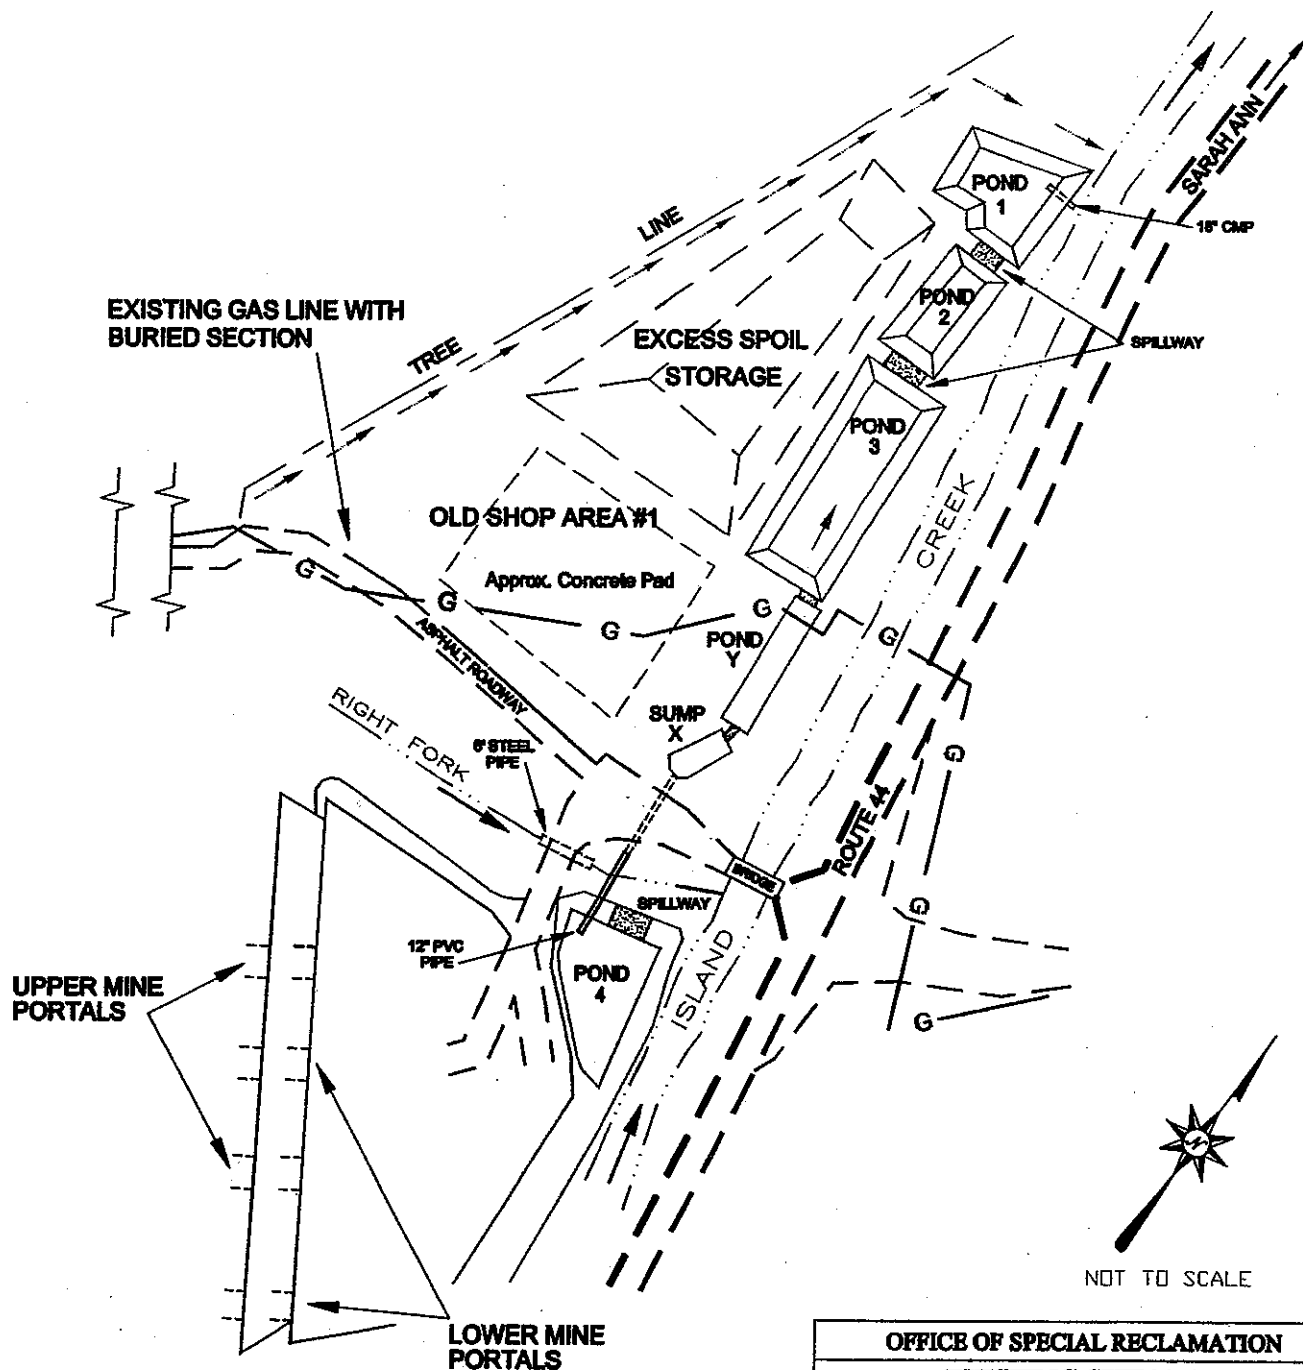 SARAH ANN
POND
1
18" CMP
LINE
POND
2
EXISTING GAS LINE WITH
BURIED SECTION
SPILLWAY
TREE
EXCESS SPOIL
STORAGE
POND
3
CREEK
OLD SHOP AREA #1
Approx. Concrete Pad
G
G
G
G
G
POND
Y
ASPHALT ROADWAY
RIGHT FORK
SUMP
X
6' STEEL
PIPE
G
ROUTE 44
BRIDGE
SPILLWAY
G
12" PVC
PIPE
POND
4
ISLAND
UPPER MINE
PORTALS
G
N
NOT TO SCALE
LOWER MINE
PORTALS
OFFICE OF SPECIAL RECLAMATION